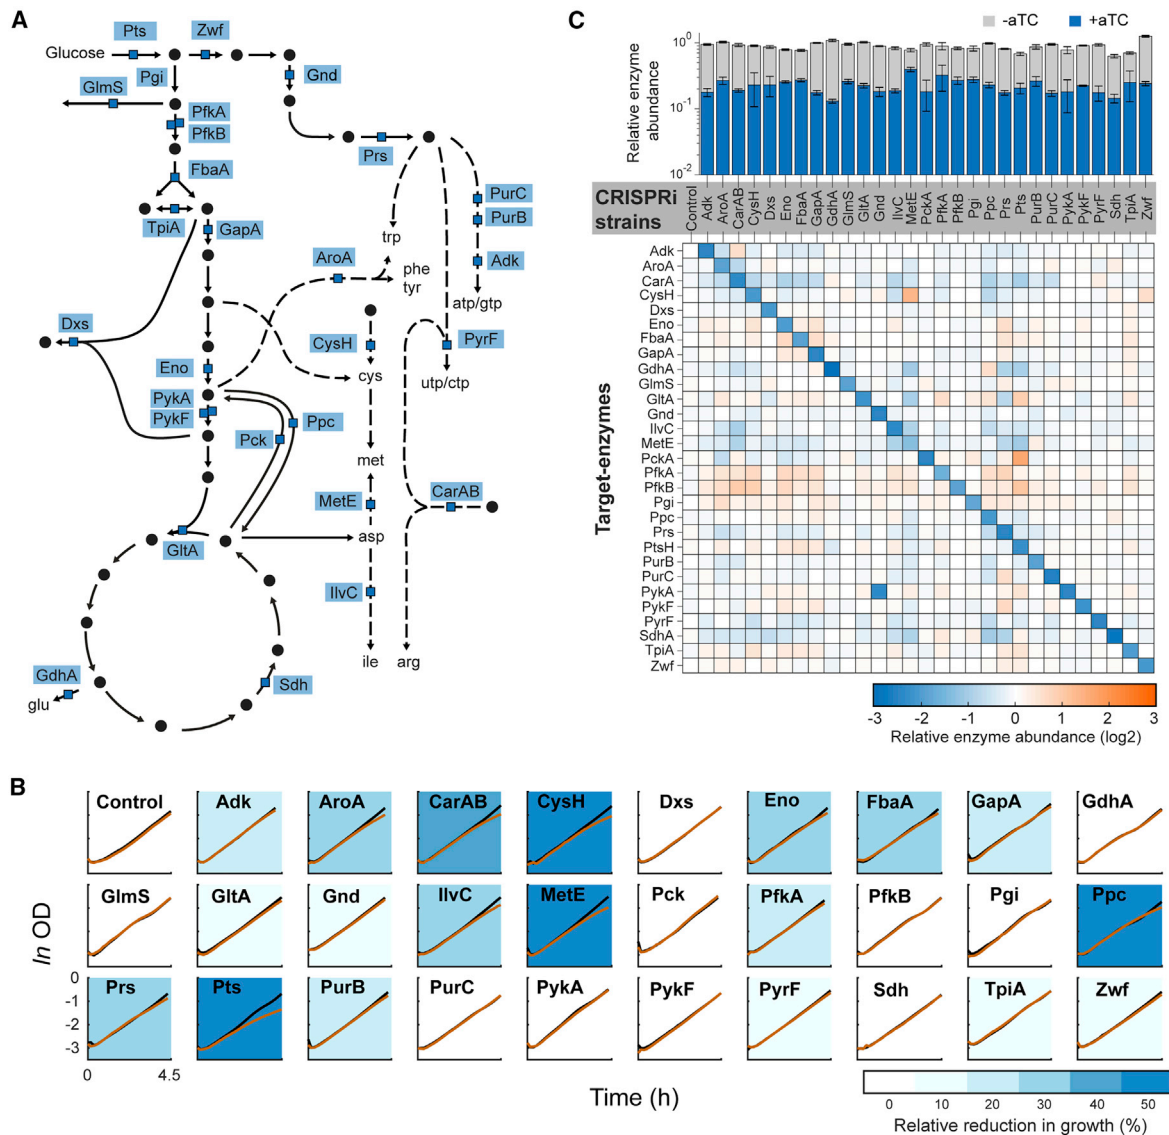 A
Pts
Zwf
Glucose
Pgi
Gnd
GlmS
PfkA
PfkB
Prs
FbaA
PurC
PurB
TpiA
GapA
trp
Adk
AroA
phe
tyr
atp/gtp
Dxs
CysH
PyrF
Eno
cys
utp/ctp
PykA
PykF
Ppc
Pck
met
MetE
CarAB
GltA
asp
IlvC
GdhA
glu
Sdh
ile
arg
C
-aTC
+aTC
Relative enzyme
abundance
10^0
10^-1
10^-2
CRISPRi
strains
Control
Adk
AroA
CarAB
CysH
Dxs
Eno
FbaA
GapA
GdhA
GlmS
GltA
Gnd
IlvC
MetE
PckA
PfkA
PfkB
Pgi
Ppc
Prs
Pts
PurB
PurC
PykA
PykF
PyrF
Sdh
TpiA
Zwf
Target-enzymes
Adk
AroA
CarA
CysH
Dxs
Eno
FbaA
GapA
GdhA
GlmS
GltA
Gnd
IlvC
MetE
PckA
PfkA
PfkB
Pgi
Ppc
Prs
PtsH
PurB
PurC
PykA
PykF
PyrF
SdhA
TpiA
Zwf
-3 -2 -1 0 1 2 3
Relative enzyme abundance (log2)
B
Control Adk AroA CarAB CysH Dxs Eno FbaA GapA GdhA
GlmS GltA Gnd IlvC MetE Pck PfkA PfkB Pgi Ppc
Prs Pts PurB PurC PykA PykF PyrF Sdh TpiA Zwf
ln OD
0
-1
-2
-3
0 4.5
Time (h)
0 10 20 30 40 50
Relative reduction in growth (%)